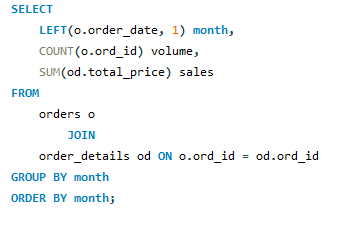 SELECT
    LEFT(o.order_date, 1) month,
    COUNT(o.ord_id) volume,
    SUM(od.total_price) sales
FROM
    orders o
        JOIN
    order_details od ON o.ord_id = od.ord_id
GROUP BY month
ORDER BY month;